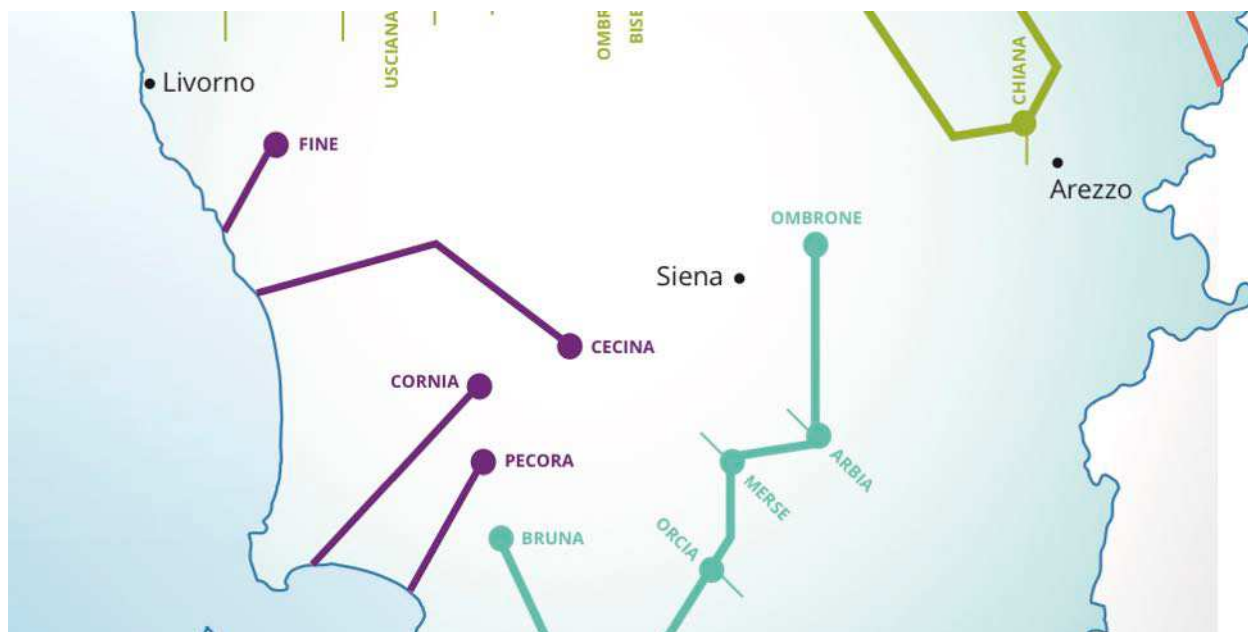 USCIANA
OMBR
BISE
CHIANA
Livorno
FINE
Arezzo
OMBRONE
Siena
CECINA
CORNIA
PECORA
ARBIA
MERSE
ORCIA
BRUNA